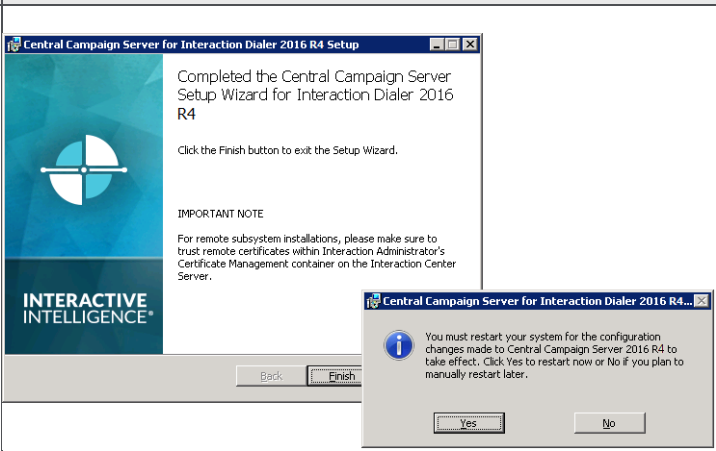 Central Campaign Server for Interaction Dialer 2016 R4 Setup
Completed the Central Campaign Server
Setup Wizard for Interaction Dialer 2016
R4
Click the Finish button to exit the Setup Wizard.
IMPORTANT NOTE
For remote subsystem installations, please make sure to
trust remote certificates within Interaction Administrator's
Certificate Management container on the Interaction Center
Server.
INTERACTIVE
INTELLIGENCE®
Back
Finish
Central Campaign Server for Interaction Dialer 2016 R4...
You must restart your system for the configuration
changes made to Central Campaign Server 2016 R4 to
take effect. Click Yes to restart now or No if you plan to
manually restart later.
Yes
No